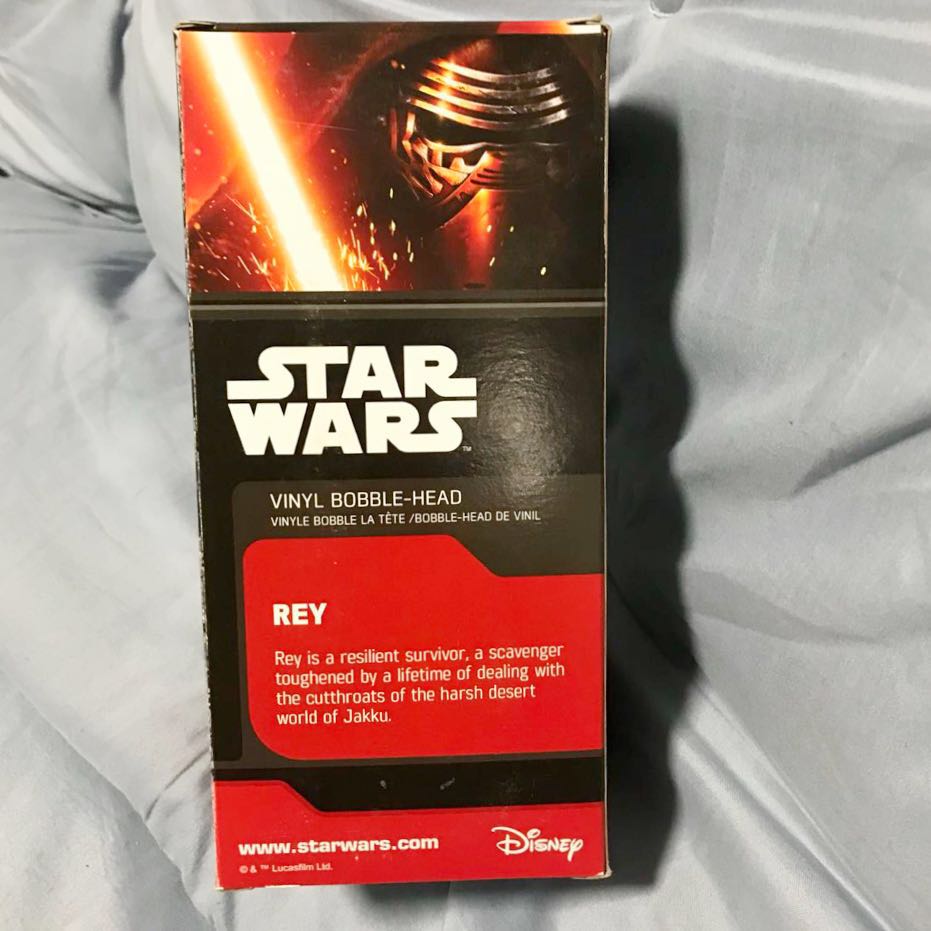 STAR
WARS™
VINYL BOBBLE-HEAD
VINYLE BOBBLE LA TÊTE /BOBBLE-HEAD DE VINIL
REY
Rey is a resilient survivor, a scavenger
toughened by a lifetime of dealing with
the cutthroats of the harsh desert
world of Jakku.
www.starwars.com
Disney
© & ™ Lucasfilm Ltd.